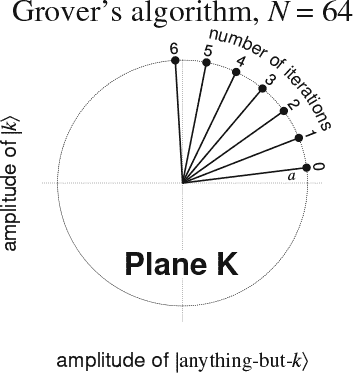 Grover's algorithm, N = 64
number of iterations
6
5
4
3
2
1
0
a
amplitude of |k⟩
Plane K
amplitude of |anything-but-k⟩